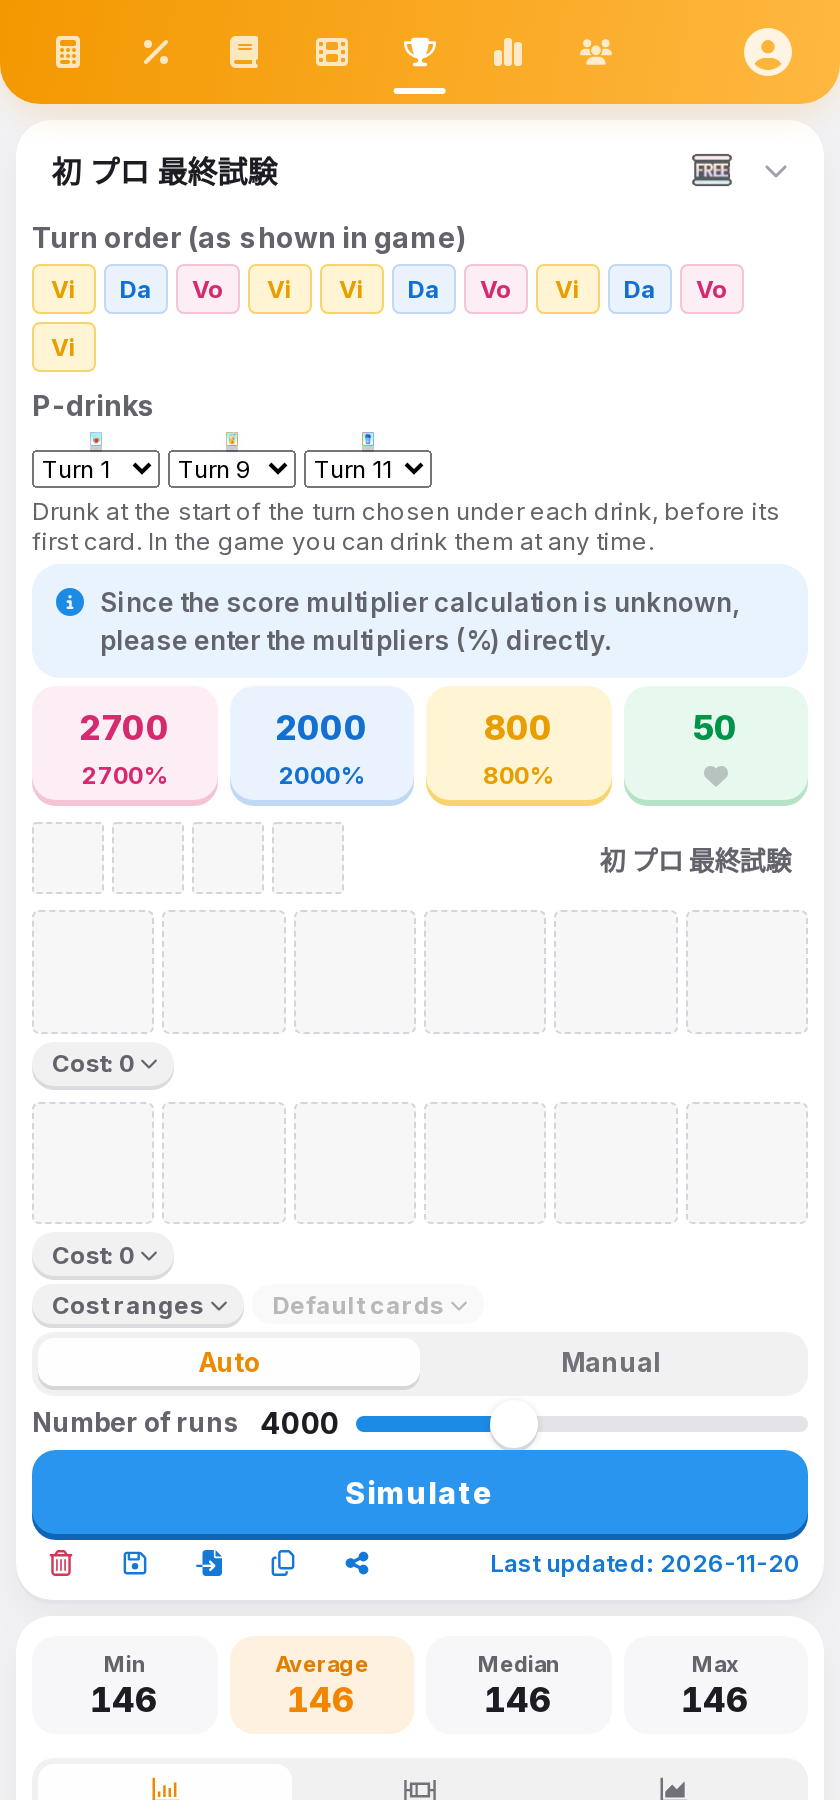 初 プロ 最終試験
FREE
Turn order (as shown in game)
Vi Da Vo Vi Vi Da Vo Vi Da Vo
Vi
P-drinks
Turn 1 Turn 9 Turn 11
Drunk at the start of the turn chosen under each drink, before its
first card. In the game you can drink them at any time.
Since the score multiplier calculation is unknown,
please enter the multipliers (%) directly.
2700 2000 800 50
2700% 2000% 800%
初 プロ 最終試験
Cost: 0
Cost: 0
Cost ranges Default cards
Auto Manual
Number of runs 4000
Simulate
Last updated: 2026-11-20
Min Average Median Max
146 146 146 146